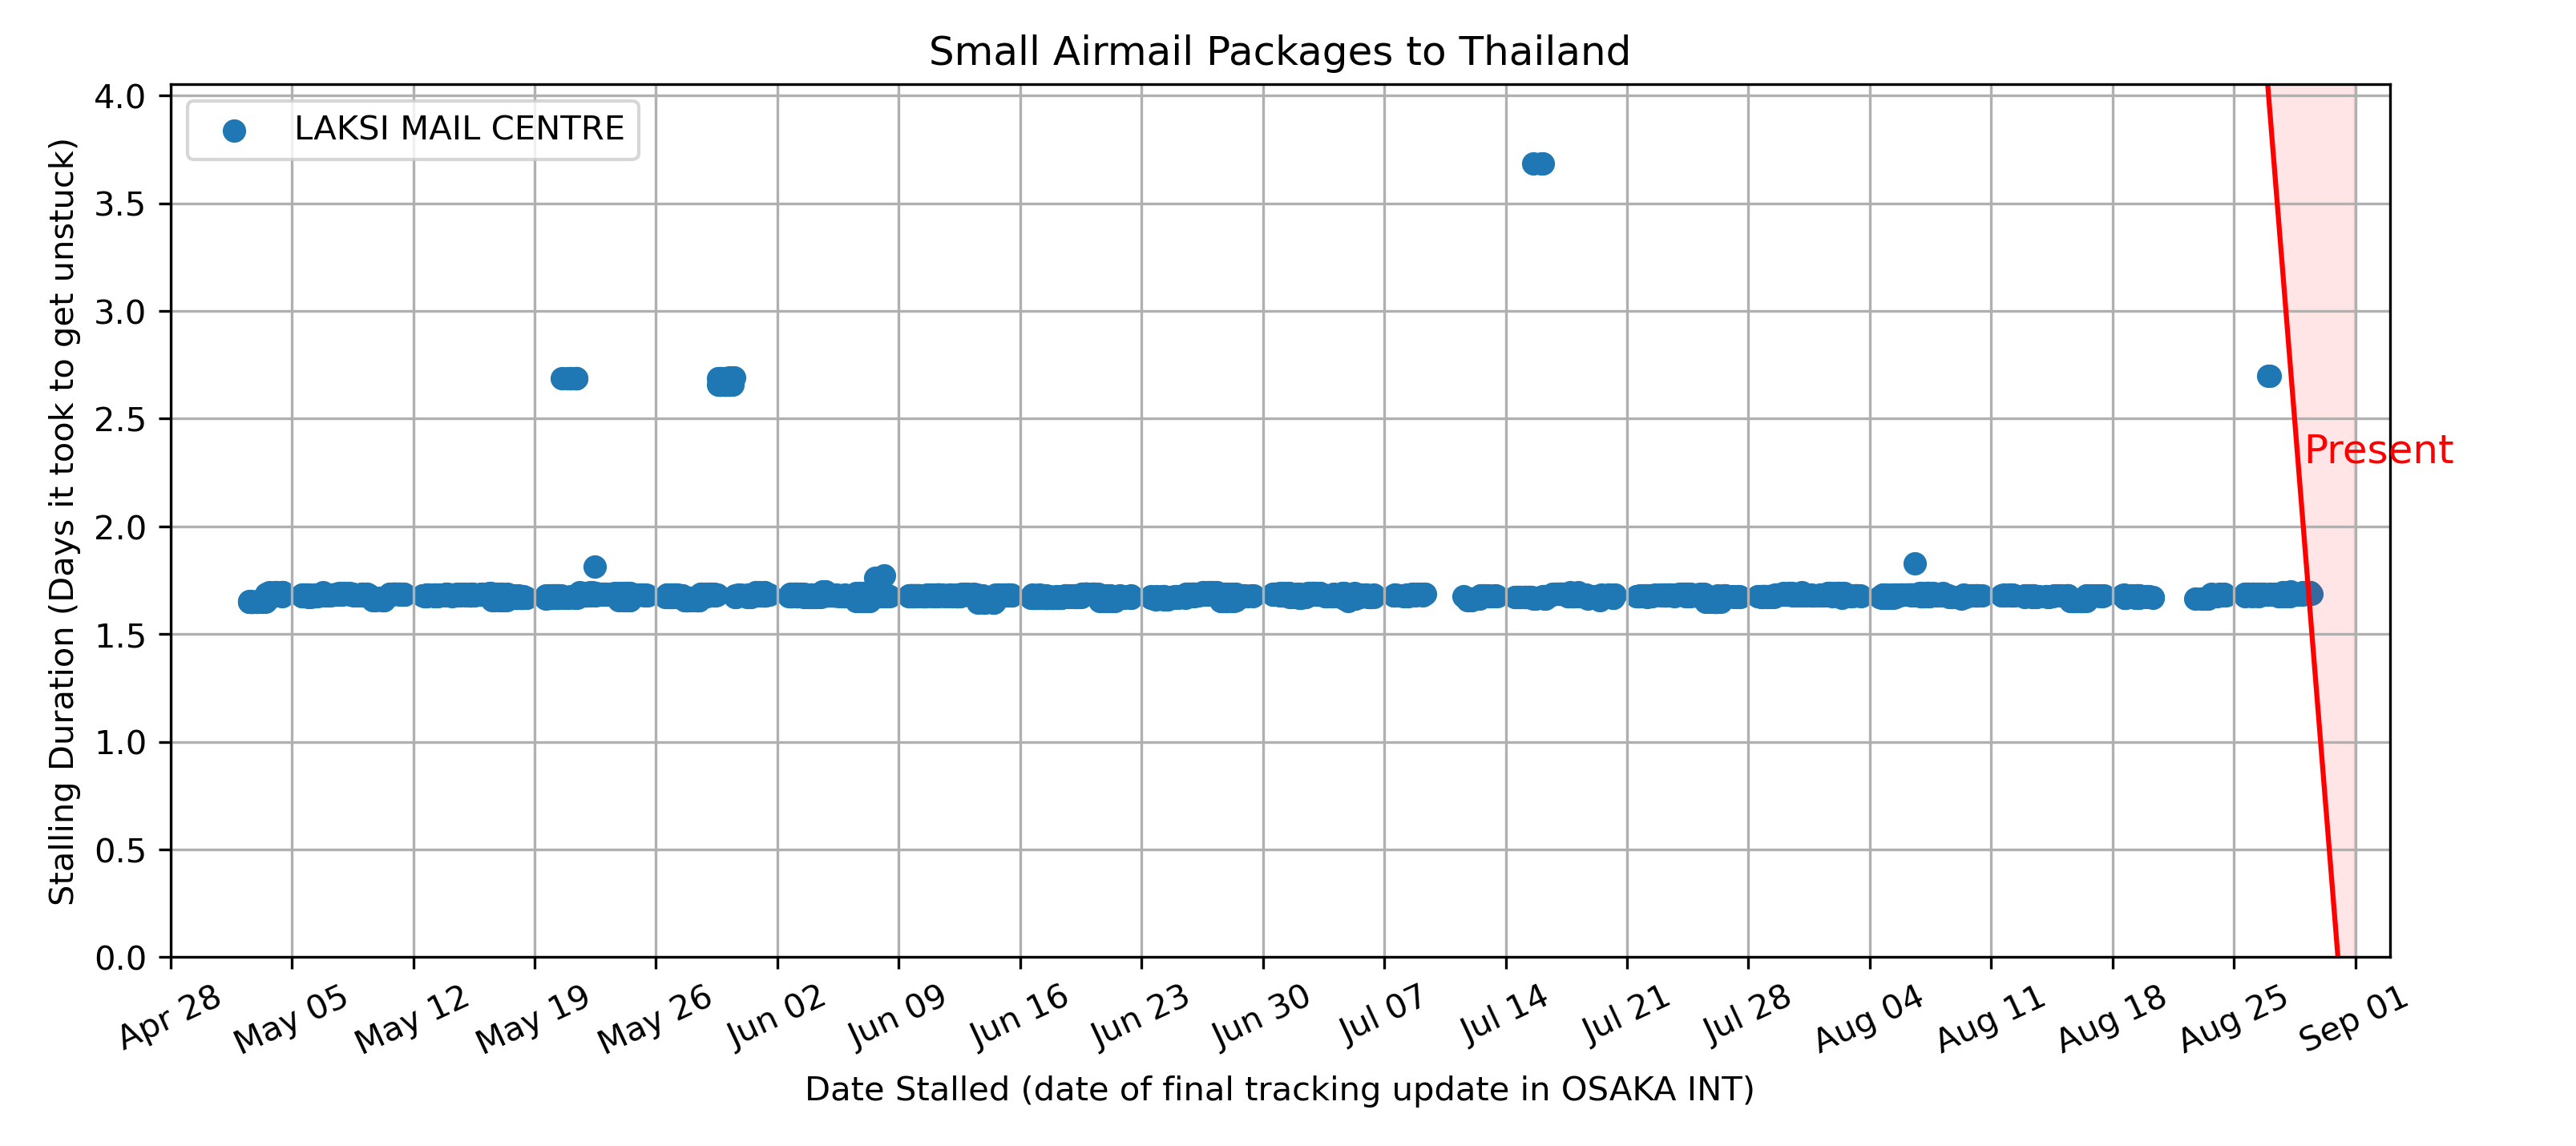 Small Airmail Packages to Thailand
LAKSI MAIL CENTRE
Stalling Duration (Days it took to get unstuck)
4.0
3.5
3.0
2.5
2.0
1.5
1.0
0.5
0.0
Present
Apr 28
May 05
May 12
May 19
May 26
Jun 02
Jun 09
Jun 16
Jun 23
Jun 30
Jul 07
Jul 14
Jul 21
Jul 28
Aug 04
Aug 11
Aug 18
Aug 25
Sep 01
Date Stalled (date of final tracking update in OSAKA INT)